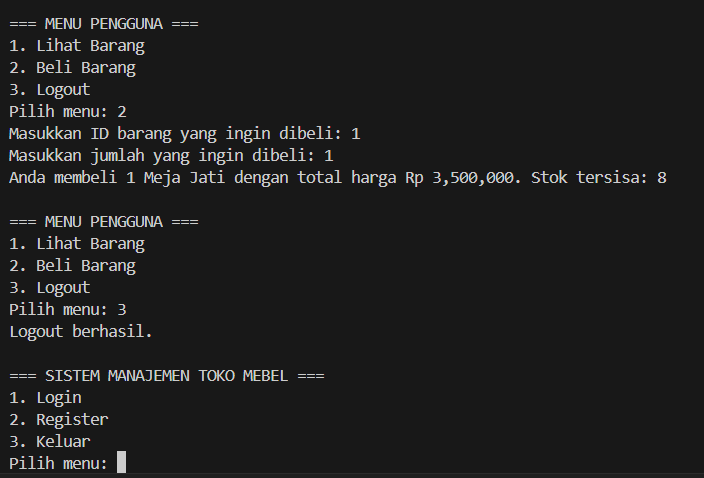 === MENU PENGGUNA ===
1. Lihat Barang
2. Beli Barang
3. Logout
Pilih menu: 2
Masukkan ID barang yang ingin dibeli: 1
Masukkan jumlah yang ingin dibeli: 1
Anda membeli 1 Meja Jati dengan total harga Rp 3,500,000. Stok tersisa: 8
=== MENU PENGGUNA ===
1. Lihat Barang
2. Beli Barang
3. Logout
Pilih menu: 3
Logout berhasil.
=== SISTEM MANAJEMEN TOKO MEBEL ===
1. Login
2. Register
3. Keluar
Pilih menu: